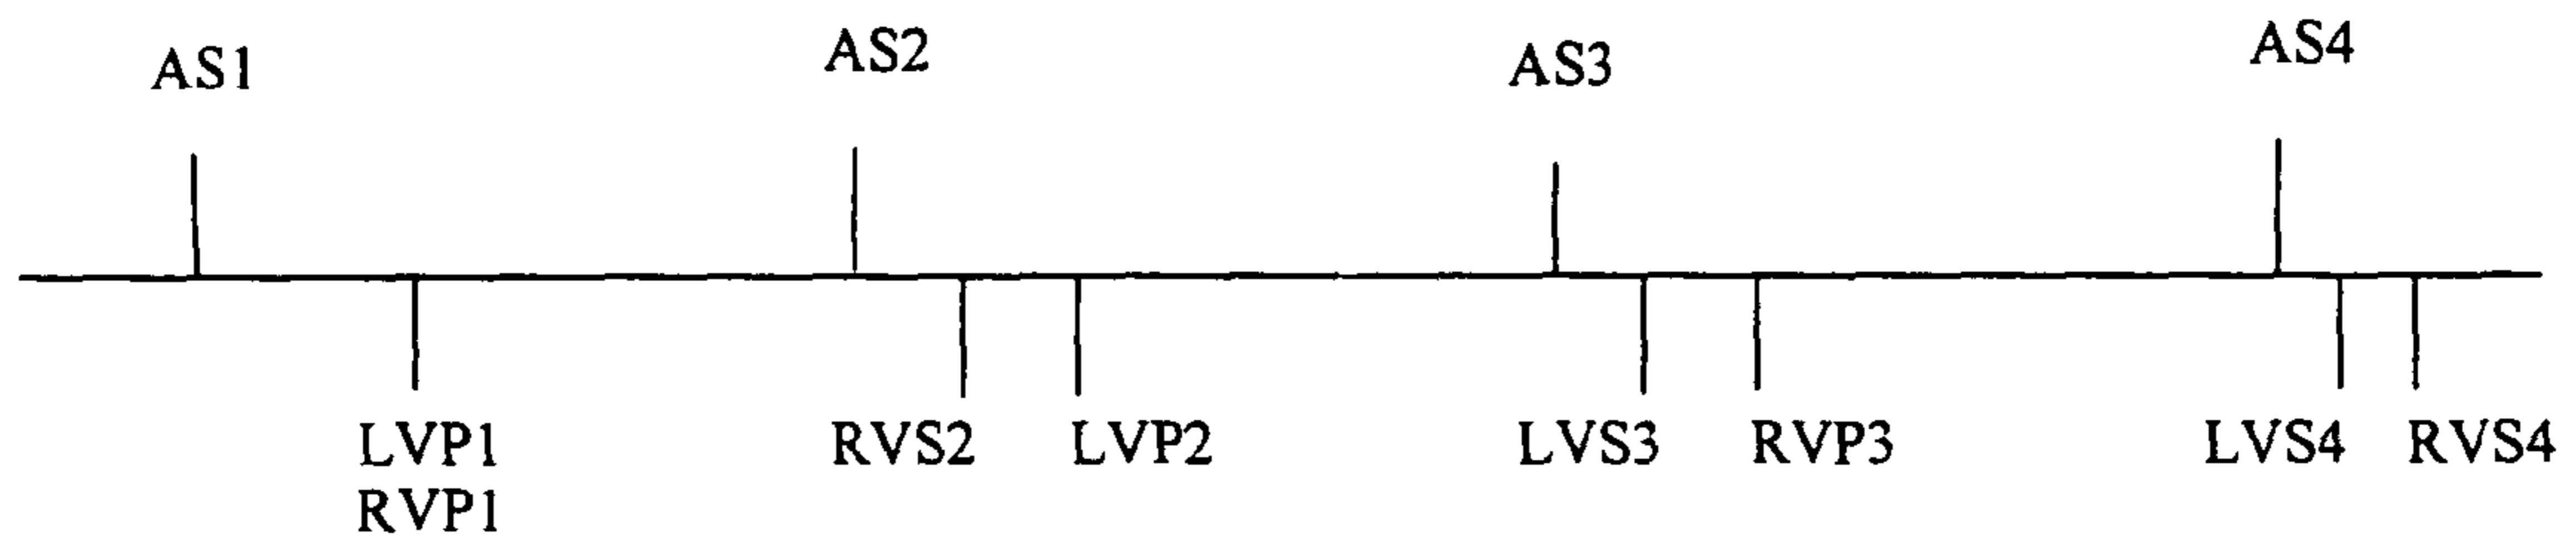 AS1 AS2 AS3 AS4
LVP1 RVS2 LVP2 LVS3 RVP3 LVS4 RVS4
RVP1